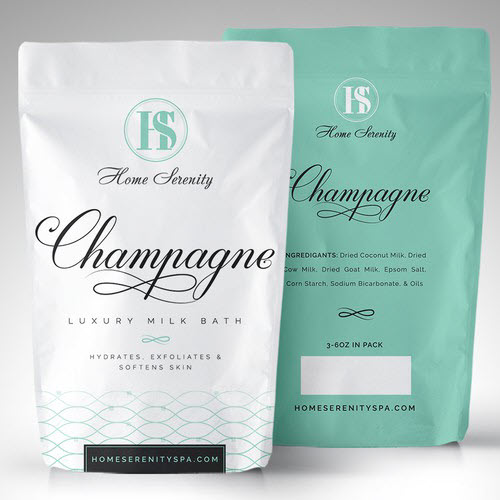 HS
Home Serenity
Champagne
LUXURY MILK BATH
HYDRATES, EXFOLIATES &
SOFTENS SKIN
HOMESERENITYSPA.COM
HS
Home Serenity
Champagne
INGREDIGANTS: Dried Coconut Milk, Dried
Cow Milk, Dried Goat Milk, Epsom Salt,
Corn Starch, Sodium Bicarbonate, & Oils
3-6OZ IN PACK
HOMESERENITYSPA.COM